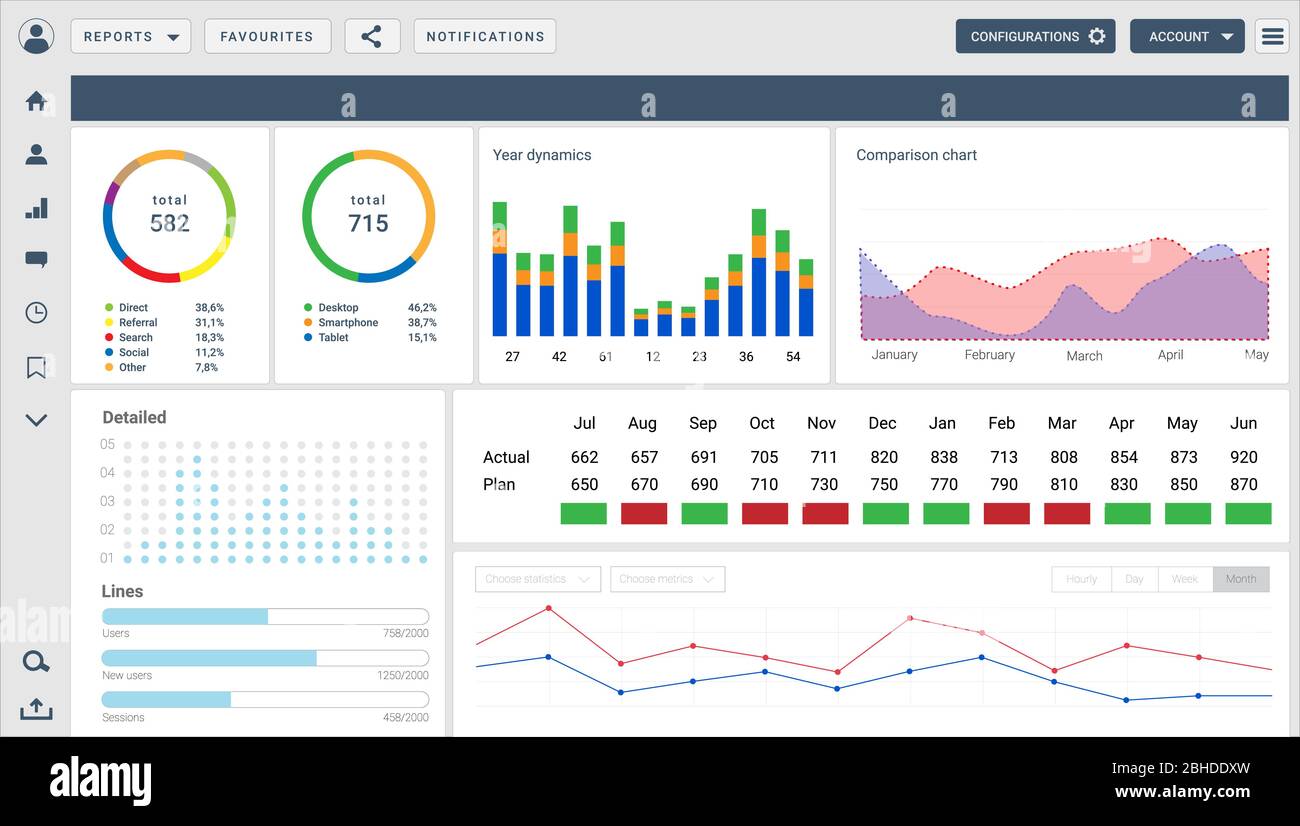 REPORTS FAVOURITES NOTIFICATIONS CONFIGURATIONS ACCOUNT
a a a a
total
582
Direct 38,6%
Referral 31,1%
Search 18,3%
Social 11,2%
Other 7,8%
total
715
Desktop 46,2%
Smartphone 38,7%
Tablet 15,1%
Year dynamics
27 42 61 12 23 36 54
Comparison chart
January February March April May
Detailed
05
04
03
02
01
Lines
Users 758/2000
New users 1250/2000
Sessions 458/2000
Jul Aug Sep Oct Nov Dec Jan Feb Mar Apr May Jun
Actual 662 657 691 705 711 820 838 713 808 854 873 920
Plan 650 670 690 710 730 750 770 790 810 830 850 870
Choose statistics Choose metrics Hourly Day Week Month
alamy
Image ID: 2BHDDXW
www.alamy.com